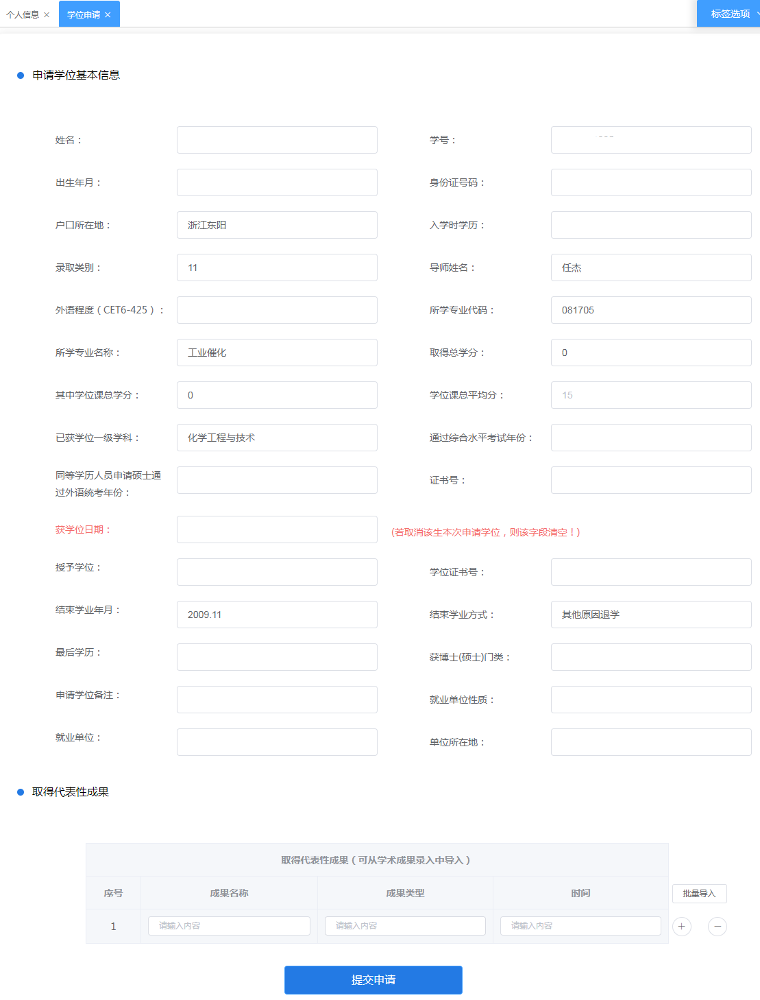 个人信息 × 学位申请 × 标签选项
申请学位基本信息
姓名： 学号：
出生年月： 身份证号码：
户口所在地： 浙江东阳 入学时学历：
录取类别： 11 导师姓名： 任杰
外语程度（CET6-425）： 所学专业代码： 081705
所学专业名称： 工业催化 取得总学分： 0
其中学位课总学分： 0 学位课总平均分： 15
已获学位一级学科： 化学工程与技术 通过综合水平考试年份：
同等学历人员申请硕士通
过外语统考年份： 证书号：
获学位日期： (若取消该生本次申请学位，则该字段清空！)
授予学位： 学位证书号：
结束学业年月： 2009.11 结束学业方式： 其他原因退学
最后学历： 获博士(硕士)门类：
申请学位备注： 就业单位性质：
就业单位： 单位所在地：
取得代表性成果
取得代表性成果（可从学术成果录入中导入）
序号 成果名称 成果类型 时间 批量导入
1 请输入内容 请输入内容 请输入内容 + −
提交申请